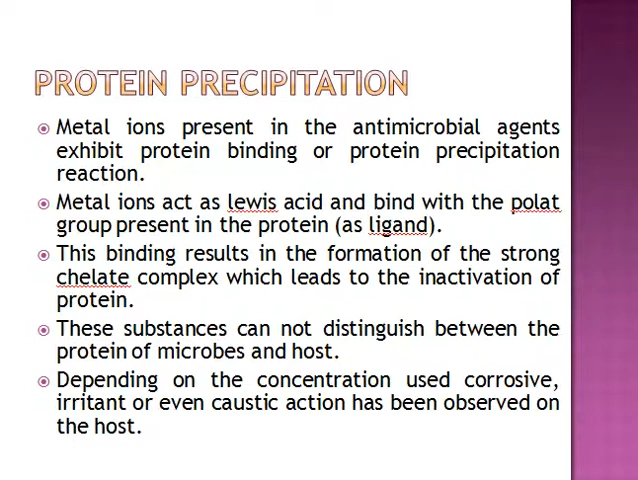 PROTEIN PRECIPITATION
Metal ions present in the antimicrobial agents
exhibit protein binding or protein precipitation
reaction.
Metal ions act as lewis acid and bind with the polat
group present in the protein (as ligand).
This binding results in the formation of the strong
chelate complex which leads to the inactivation of
protein.
These substances can not distinguish between the
protein of microbes and host.
Depending on the concentration used corrosive,
irritant or even caustic action has been observed on
the host.